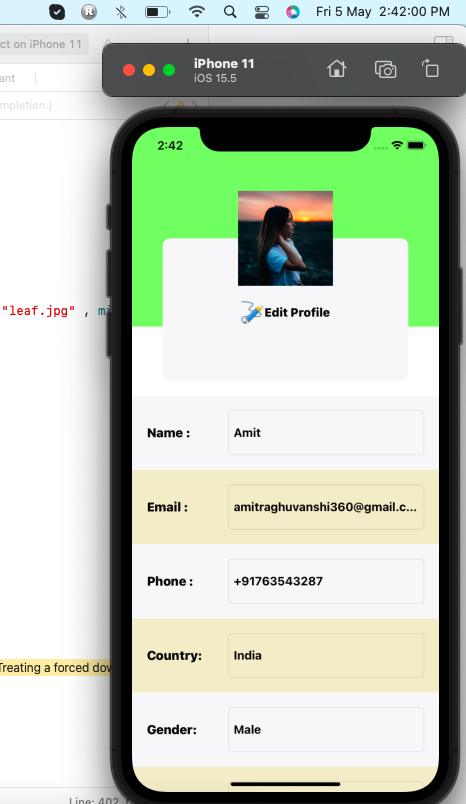 Fri 5 May 2:42:00 PM
ct on iPhone 11
iPhone 11
iOS 15.5
ant
mpletion:)
2:42
"leaf.jpg" ,
Edit Profile
Name :
Amit
Email :
amitraghuvanshi360@gmail.c...
Phone :
+91763543287
Country:
India
Treating a forced dow
Gender:
Male
Line: 402